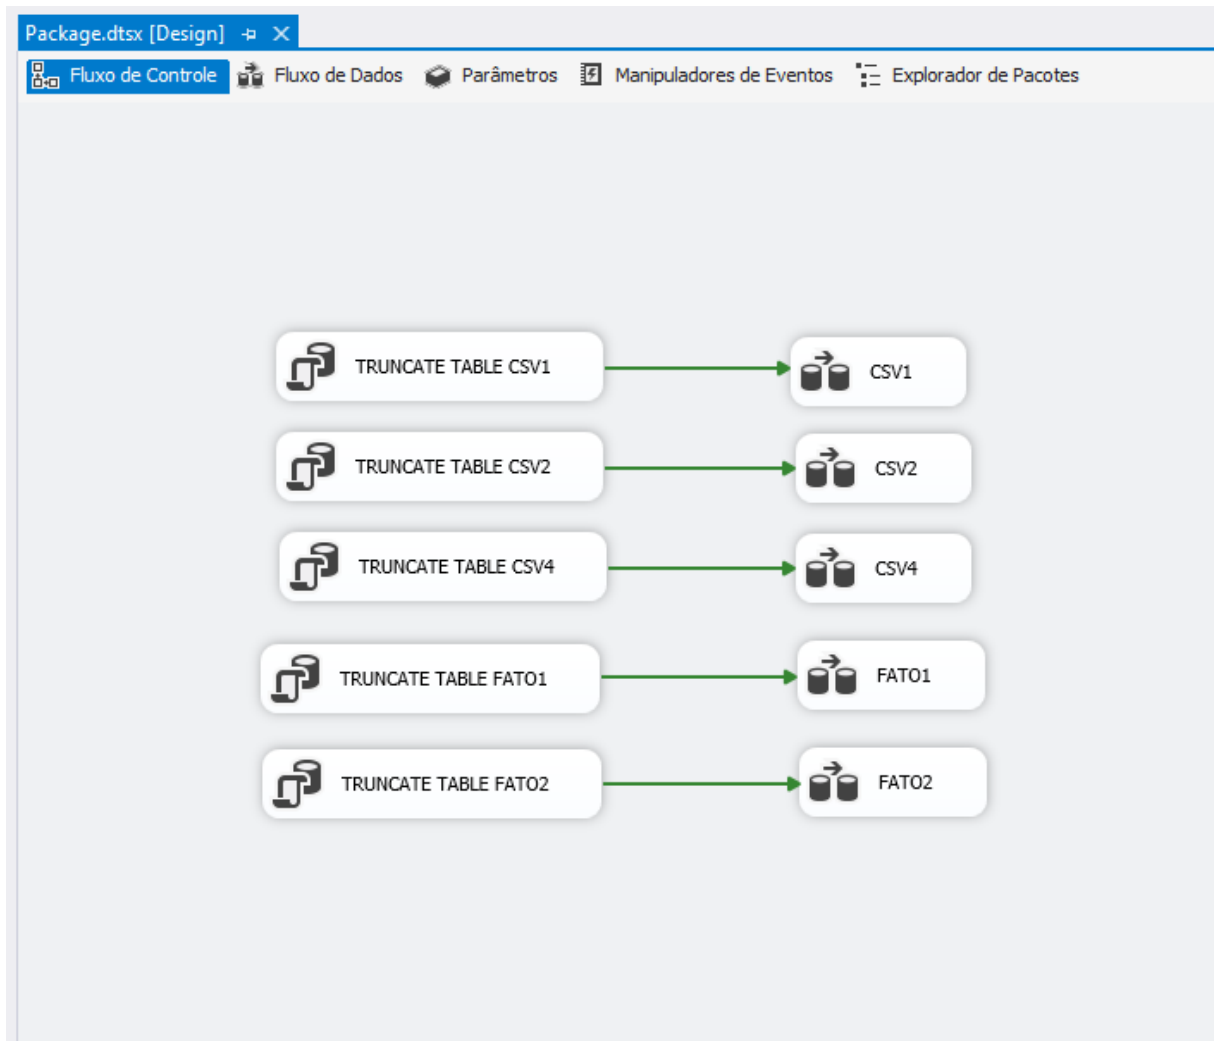 Package.dtsx [Design]
Fluxo de Controle Fluxo de Dados Parâmetros Manipuladores de Eventos Explorador de Pacotes
TRUNCATE TABLE CSV1 CSV1
TRUNCATE TABLE CSV2 CSV2
TRUNCATE TABLE CSV4 CSV4
TRUNCATE TABLE FATO1 FATO1
TRUNCATE TABLE FATO2 FATO2